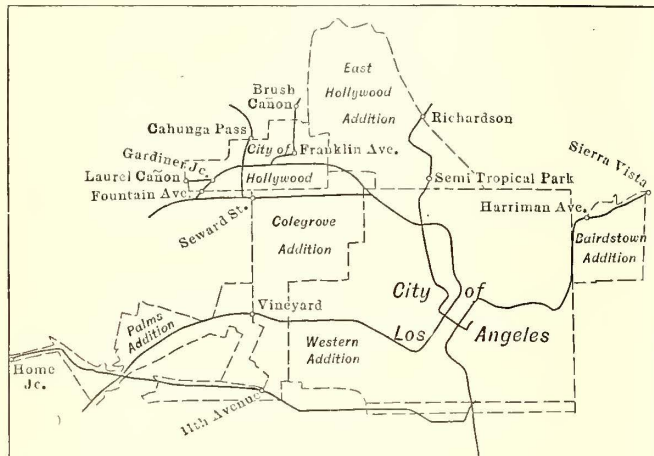 East
Hollywood
Addition
Brush
Cañon
Richardson
Cahunga Pass
City of
Franklin Ave.
Gardiner Jc.
Laurel Cañon
Hollywood
Semi Tropical Park
Sierra Vista
Fountain Ave.
Seward St.
Harriman Ave.
Colegrove
Addition
Bairdstown
Addition
City of
Los Angeles
Vineyard
Palms
Addition
Western
Addition
Home
Jc.
11th Avenue